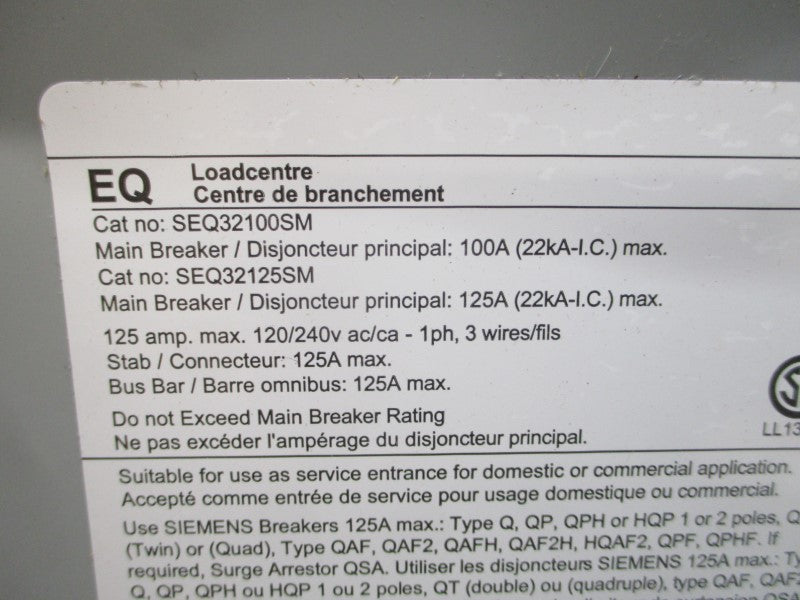 EQ Loadcentre
Centre de branchement
Cat no: SEQ32100SM
Main Breaker / Disjoncteur principal: 100A (22kA-I.C.) max.
Cat no: SEQ32125SM
Main Breaker / Disjoncteur principal: 125A (22kA-I.C.) max.
125 amp. max. 120/240v ac/ca - 1ph, 3 wires/fils
Stab / Connecteur: 125A max.
Bus Bar / Barre omnibus: 125A max.
Do not Exceed Main Breaker Rating
Ne pas excéder l'ampérage du disjoncteur principal.
LL13
Suitable for use as service entrance for domestic or commercial application.
Accepté comme entrée de service pour usage domestique ou commercial.
Use SIEMENS Breakers 125A max.: Type Q, QP, QPH or HQP 1 or 2 poles, Q
(Twin) or (Quad), Type QAF, QAF2, QAFH, QAF2H, HQAF2, QPF, QPHF. If
required, Surge Arrestor QSA. Utiliser les disjoncteurs SIEMENS 125A max.: Ty
Q, QP, QPH ou HQP 1 ou 2 poles, QT (double) ou (quadruple), type QAF, QAF2